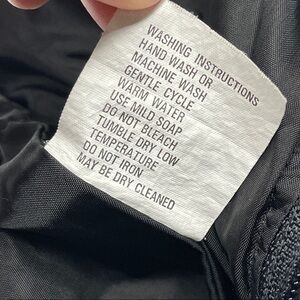 WASHING INSTRUCTIONS
HAND WASH OR
MACHINE WASH
GENTLE CYCLE
WARM WATER
USE MILD SOAP
DO NOT BLEACH
TUMBLE DRY LOW
TEMPERATURE
DO NOT IRON
MAY BE DRY CLEANED